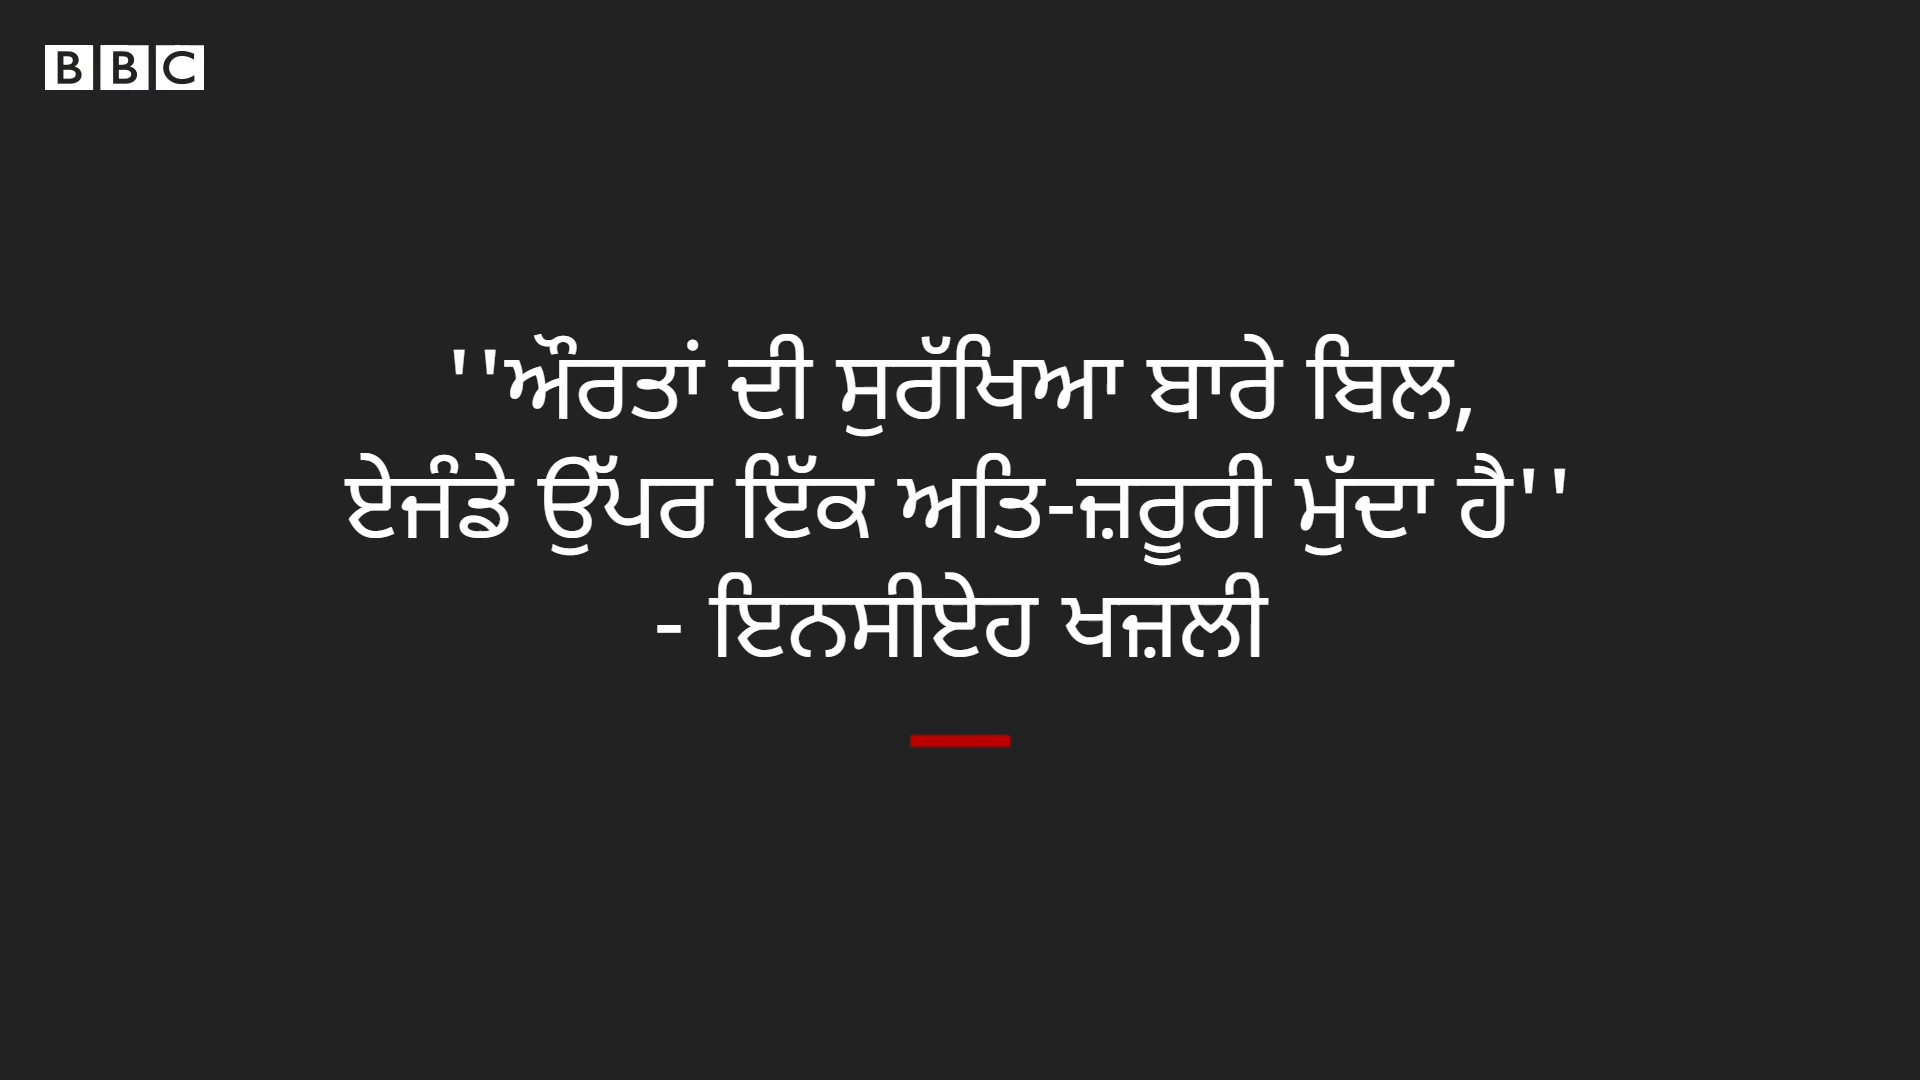 BBC
''ਔਰਤਾਂ ਦੀ ਸੁਰੱਖਿਆ ਬਾਰੇ ਬਿਲ,
ਏਜੰਡੇ ਉੱਪਰ ਇੱਕ ਅਤਿ-ਜ਼ਰੂਰੀ ਮੁੱਦਾ ਹੈ''
- ਇਨਸੀਏਹ ਖਜ਼ਲੀ